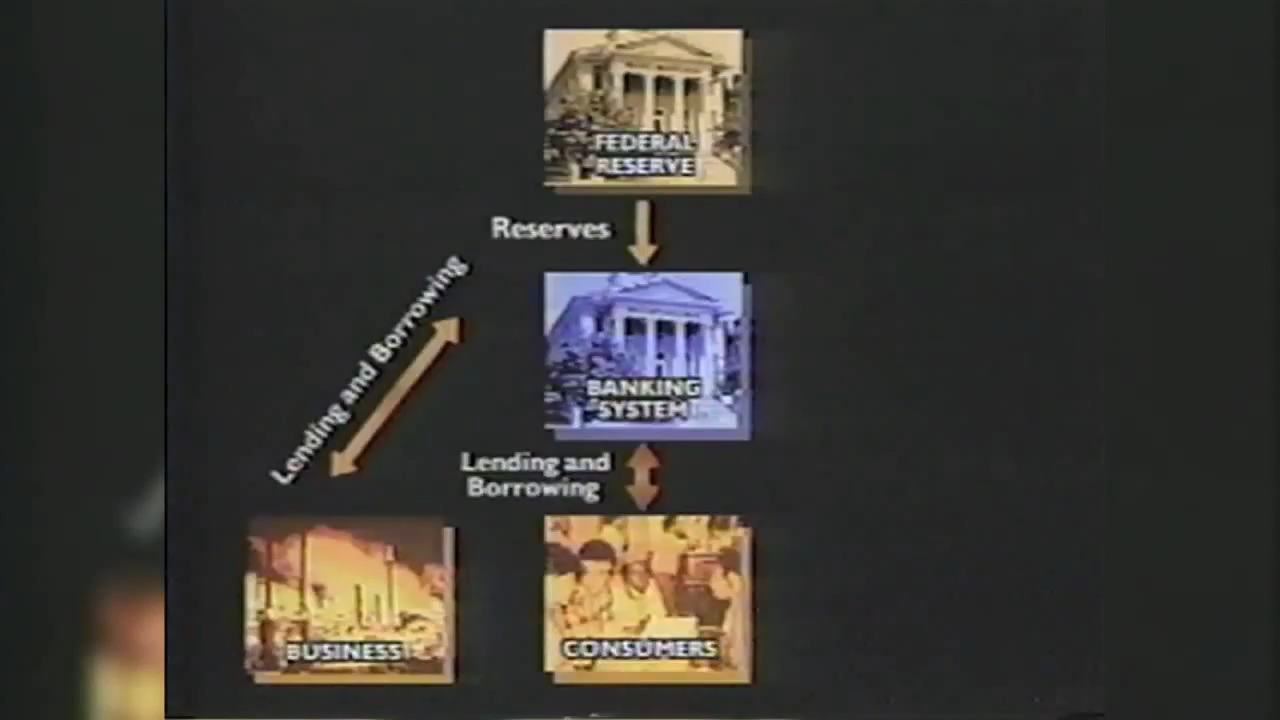 FEDERAL
RESERVE
Reserves
Lending and Borrowing
BANKING
SYSTEM
Lending and
Borrowing
BUSINESS
CONSUMERS